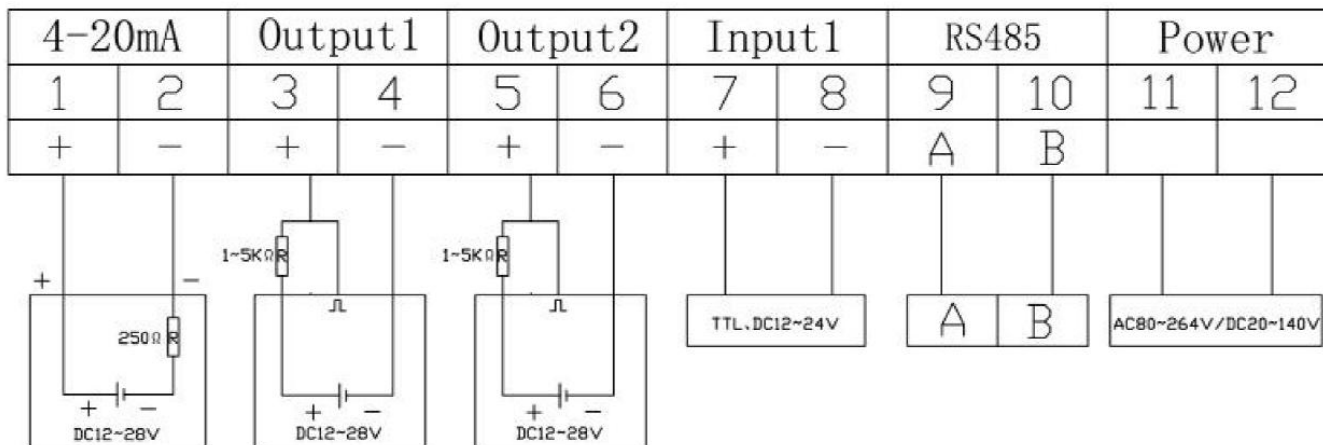 4-20mA Output1 Output2 Input1 RS485 Power
1 2 3 4 5 6 7 8 9 10 11 12
+ − + − + − + − A B
1~5KΩ R 1~5KΩ R
+ −
250Ω R
TTL、DC12~24V
A B
AC80~264V/DC20~140V
+ − + − + −
DC12~28V DC12~28V DC12~28V